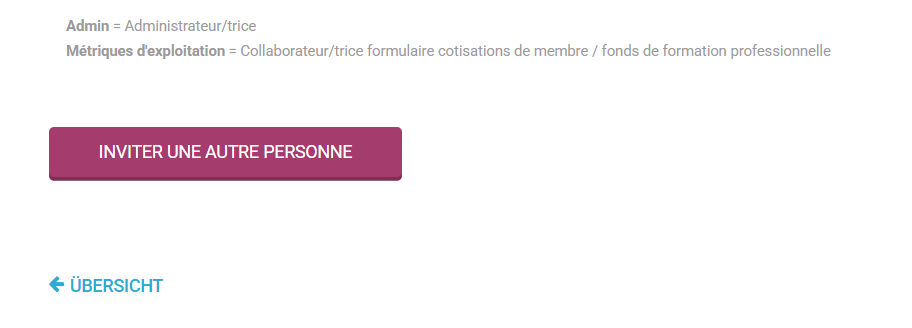 Admin = Administrateur/trice
Métriques d'exploitation = Collaborateur/trice formulaire cotisations de membre / fonds de formation professionnelle
INVITER UNE AUTRE PERSONNE
ÜBERSICHT